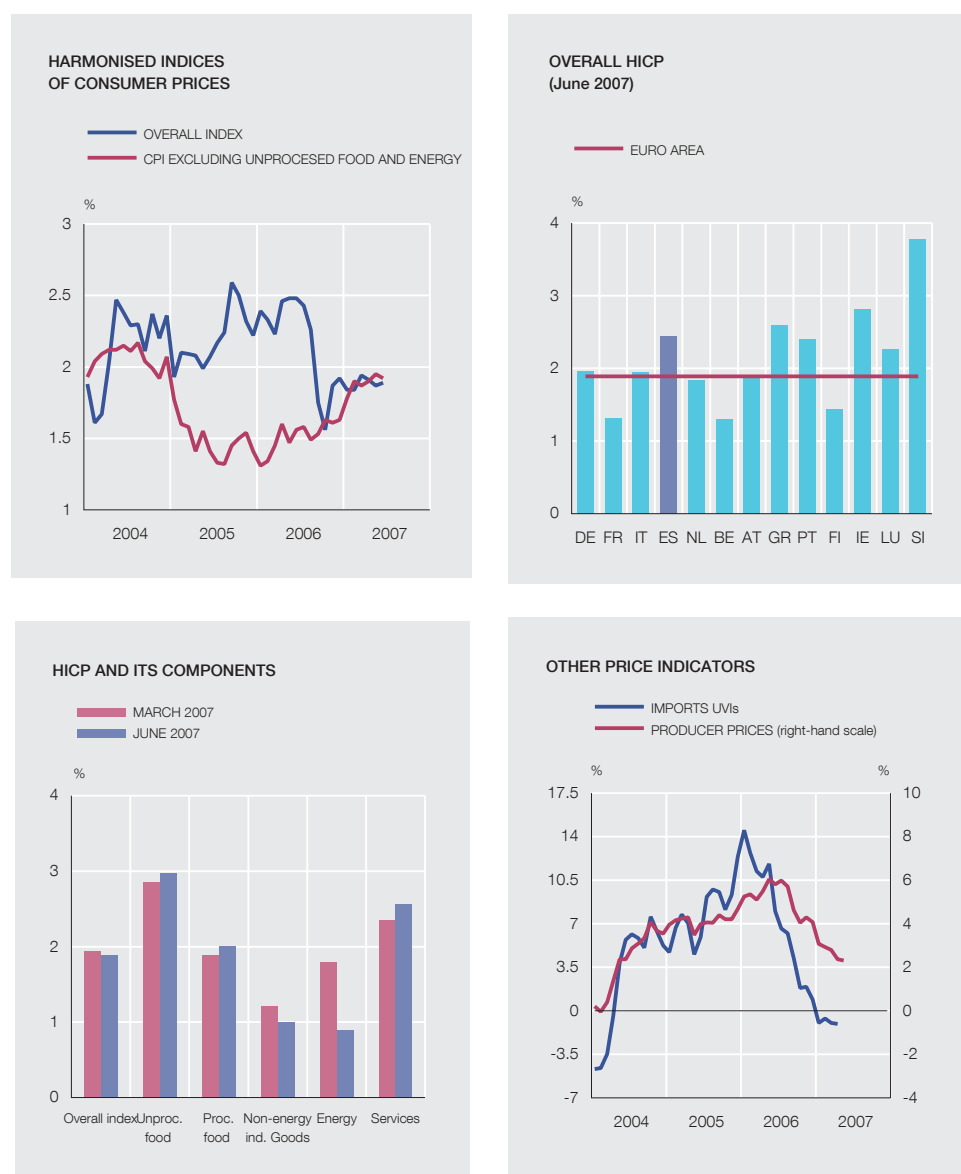 HARMONISED INDICES
OF CONSUMER PRICES
OVERALL INDEX
CPI EXCLUDING UNPROCESED FOOD AND ENERGY
%
3
2.5
2
1.5
1
2004 2005 2006 2007
OVERALL HICP
(June 2007)
EURO AREA
%
4
3
2
1
0
DE FR IT ES NL BE AT GR PT FI IE LU SI
HICP AND ITS COMPONENTS
MARCH 2007
JUNE 2007
%
4
3
2
1
0
Overall index Unproc. Proc. Non-energy Energy Services
food food ind. Goods
OTHER PRICE INDICATORS
IMPORTS UVIs
PRODUCER PRICES (right-hand scale)
% %
17.5 10
14 8
10.5 6
7 4
3.5 2
0 0
-3.5 -2
-7 -4
2004 2005 2006 2007